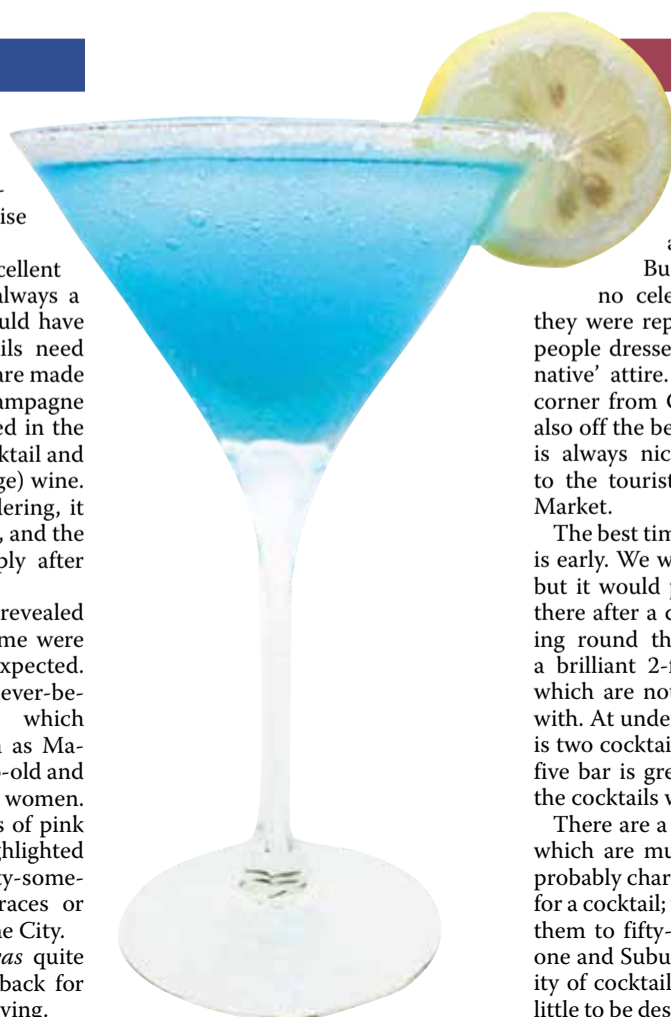 -
ise
cellent
always a
uld have
ils need
are made
ampagne
ed in the
ktail and
ge) wine.
dering, it
, and the
ply after
revealed
me were
xpected.
ever-be-
which
n as Ma-
-old and
women.
s of pink
ghlighted
ty-some-
races or
e City.
as quite
back for
ying.
a
Bu
no cele
they were rep
people dresse
native’ attire.
corner from C
also off the be
is always nic
to the tourist
Market.
The best tim
is early. We w
but it would p
there after a c
ing round th
a brilliant 2-f
which are no
with. At unde
is two cocktai
five bar is gre
the cocktails w
There are a
which are mu
probably char
for a cocktail;
them to fifty-
one and Subu
ity of cocktail
little to be des